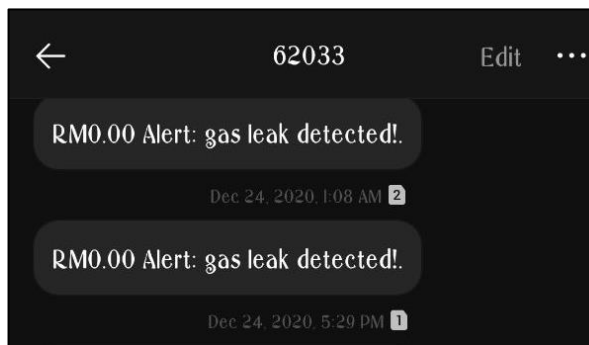 62033 Edit
RM0.00 Alert: gas leak detected!.
Dec 24, 2020, 1:08 AM 2
RM0.00 Alert: gas leak detected!.
Dec 24, 2020, 5:29 PM 1